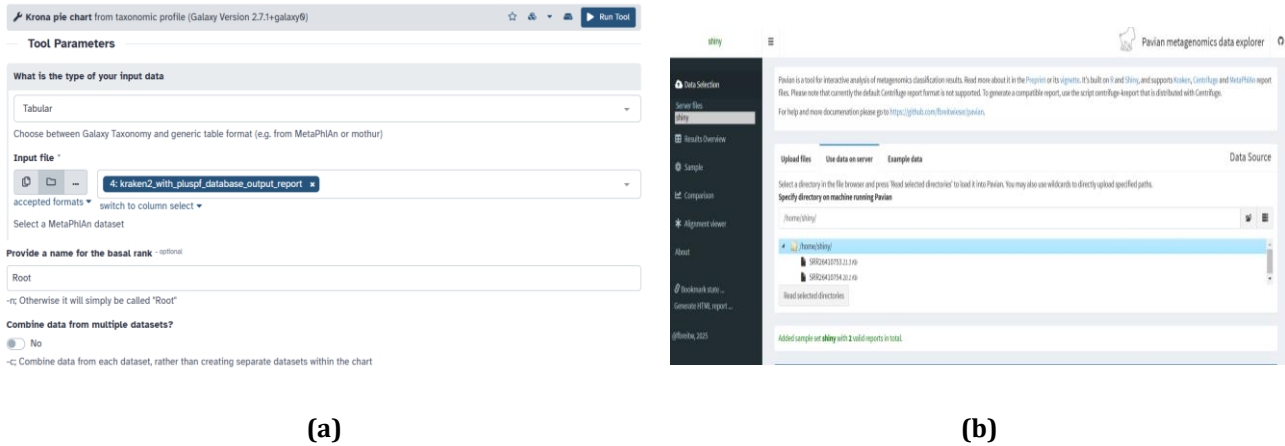 Krona pie chart from taxonomic profile (Galaxy Version 2.7.1+galaxy0)
Run Tool
Tool Parameters
What is the type of your input data
Tabular
Choose between Galaxy Taxonomy and generic table format (e.g. from MetaPhlAn or mothur)
Input file *
4: kraken2_with_pluspf_database_output_report ×
accepted formats ▾ switch to column select ▾
Select a MetaPhlAn dataset
Provide a name for the basal rank - optional
Root
-n; Otherwise it will simply be called "Root"
Combine data from multiple datasets?
No
-c; Combine data from each dataset, rather than creating separate datasets within the chart
(a)
shiny
Pavian metagenomics data explorer
Data Selection
Server files
shiny
Results Overview
Sample
Comparison
Alignment viewer
About
Bookmark state ...
Generate HTML report ...
@fbreitw, 2025
Pavian is a tool for interactive analysis of metagenomics classification results. Read more about it in the Preprint or its vignette. It's built on R and Shiny, and supports Kraken, Centrifuge and MetaPhlAn report
files. Please note that currently the default Centrifuge report format is not supported. To generate a compatible report, use the script centrifuge-kreport that is distributed with Centrifuge.
For help and more documenation please go to https://github.com/fbreitwieser/pavian.
Upload files Use data on server Example data
Data Source
Select a directory in the file browser and press 'Read selected directories' to load it into Pavian. You may also use wildcards to directly upload specified paths.
Specify directory on machine running Pavian
/home/shiny/
/home/shiny/
SRR26410753
SRR26410754
Read selected directories
Added sample set shiny with 2 valid reports in total.
(b)